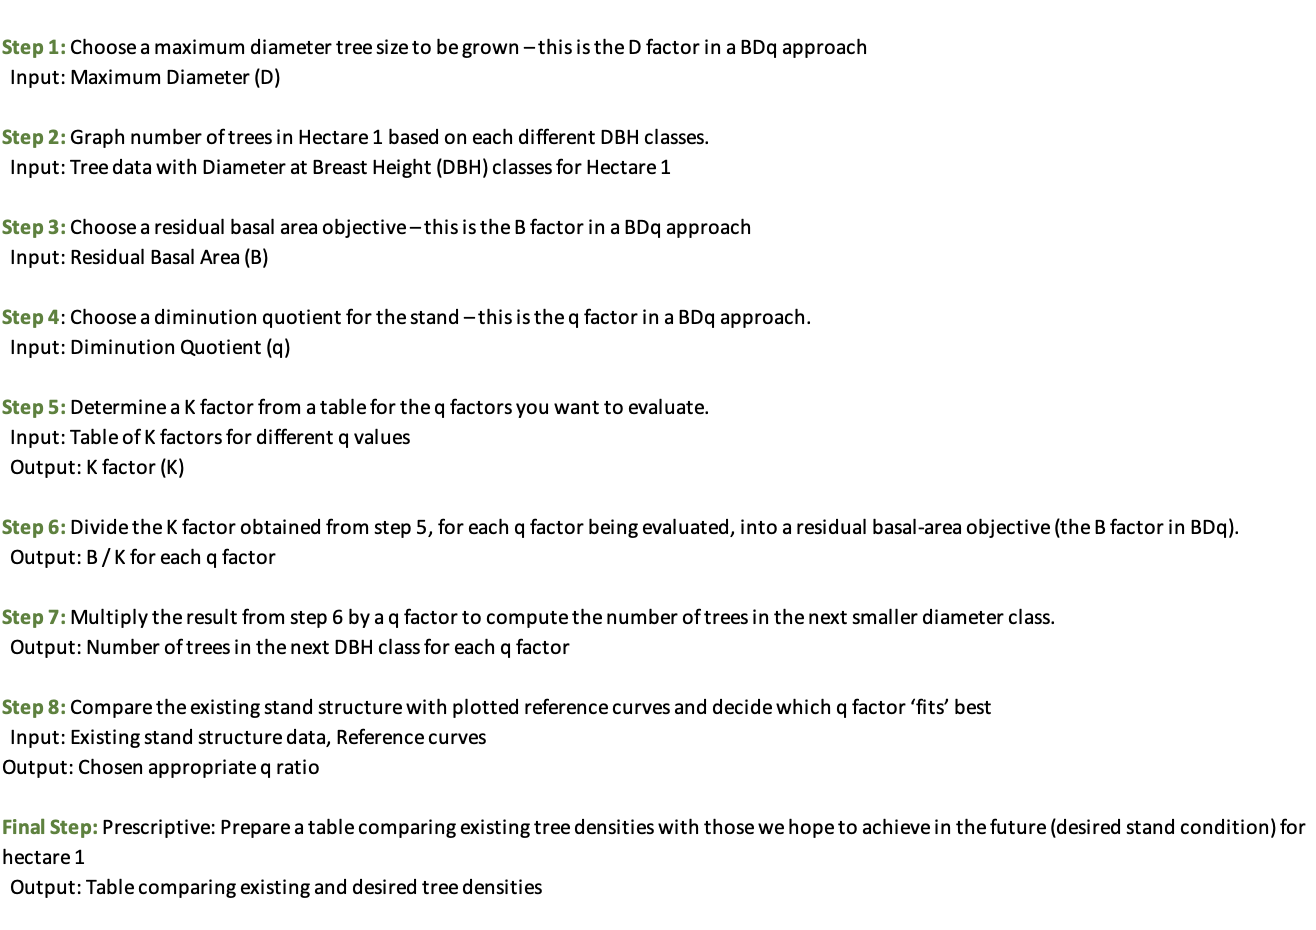 Step 1: Choose a maximum diameter tree size to be grown – this is the D factor in a BDq approach
Input: Maximum Diameter (D)
Step 2: Graph number of trees in Hectare 1 based on each different DBH classes.
Input: Tree data with Diameter at Breast Height (DBH) classes for Hectare 1
Step 3: Choose a residual basal area objective – this is the B factor in a BDq approach
Input: Residual Basal Area (B)
Step 4: Choose a diminution quotient for the stand – this is the q factor in a BDq approach.
Input: Diminution Quotient (q)
Step 5: Determine a K factor from a table for the q factors you want to evaluate.
Input: Table of K factors for different q values
Output: K factor (K)
Step 6: Divide the K factor obtained from step 5, for each q factor being evaluated, into a residual basal-area objective (the B factor in BDq).
Output: B / K for each q factor
Step 7: Multiply the result from step 6 by a q factor to compute the number of trees in the next smaller diameter class.
Output: Number of trees in the next DBH class for each q factor
Step 8: Compare the existing stand structure with plotted reference curves and decide which q factor ‘fits’ best
Input: Existing stand structure data, Reference curves
Output: Chosen appropriate q ratio
Final Step: Prescriptive: Prepare a table comparing existing tree densities with those we hope to achieve in the future (desired stand condition) for
hectare 1
Output: Table comparing existing and desired tree densities